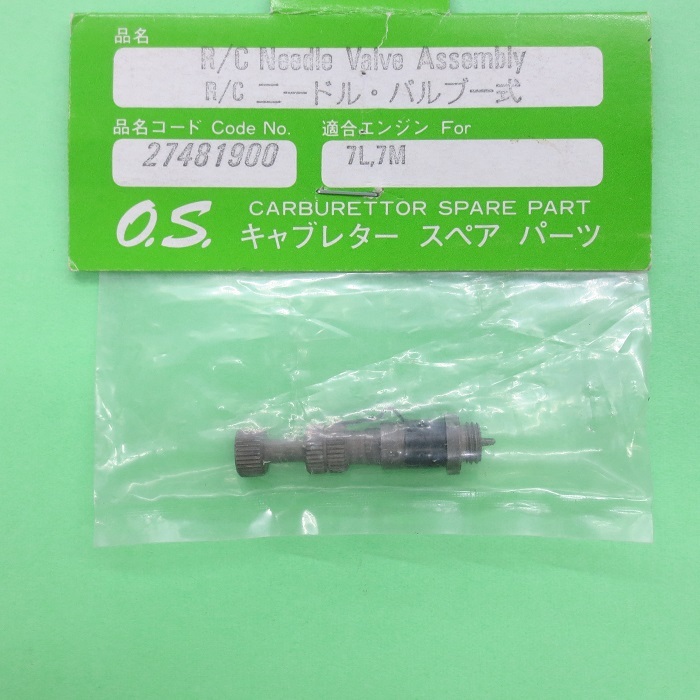 品名
R/C Needle Valve Assembly
R/C ニードル・バルブ一式
品名コード Code No.
適合エンジン For
27481900
7L,7M
O.S.
CARBURETTOR SPARE PART
キャブレター スペア パーツ